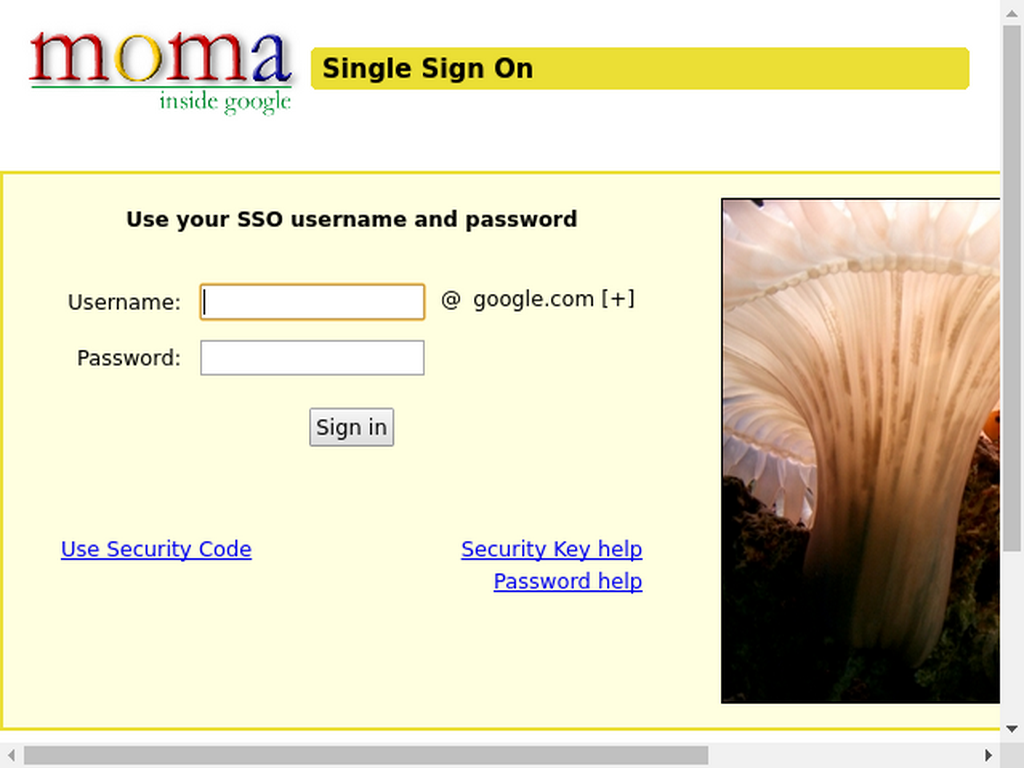 moma
inside google
Single Sign On
Use your SSO username and password
Username:
@ google.com [+]
Password:
Sign in
Use Security Code
Security Key help
Password help